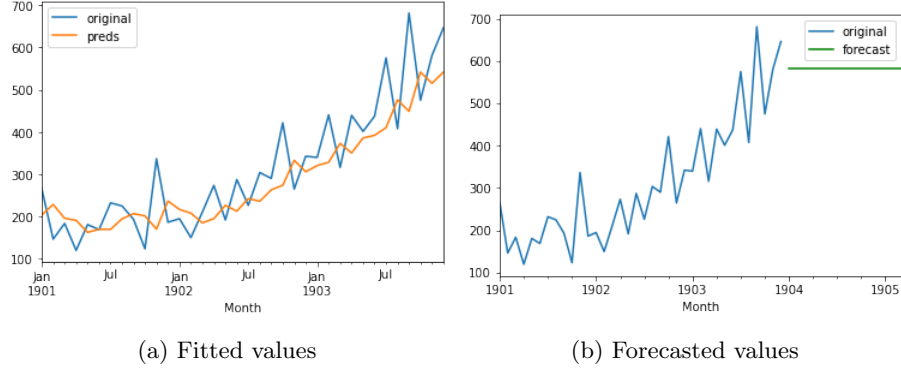 700
600
500
400
300
200
100
original
preds
Jan
1901
Jul
Jan
1902
Jul
Jan
1903
Jul
Month
(a) Fitted values
700
600
500
400
300
200
100
original
forecast
1901
1902
1903
1904
1905
Month
(b) Forecasted values